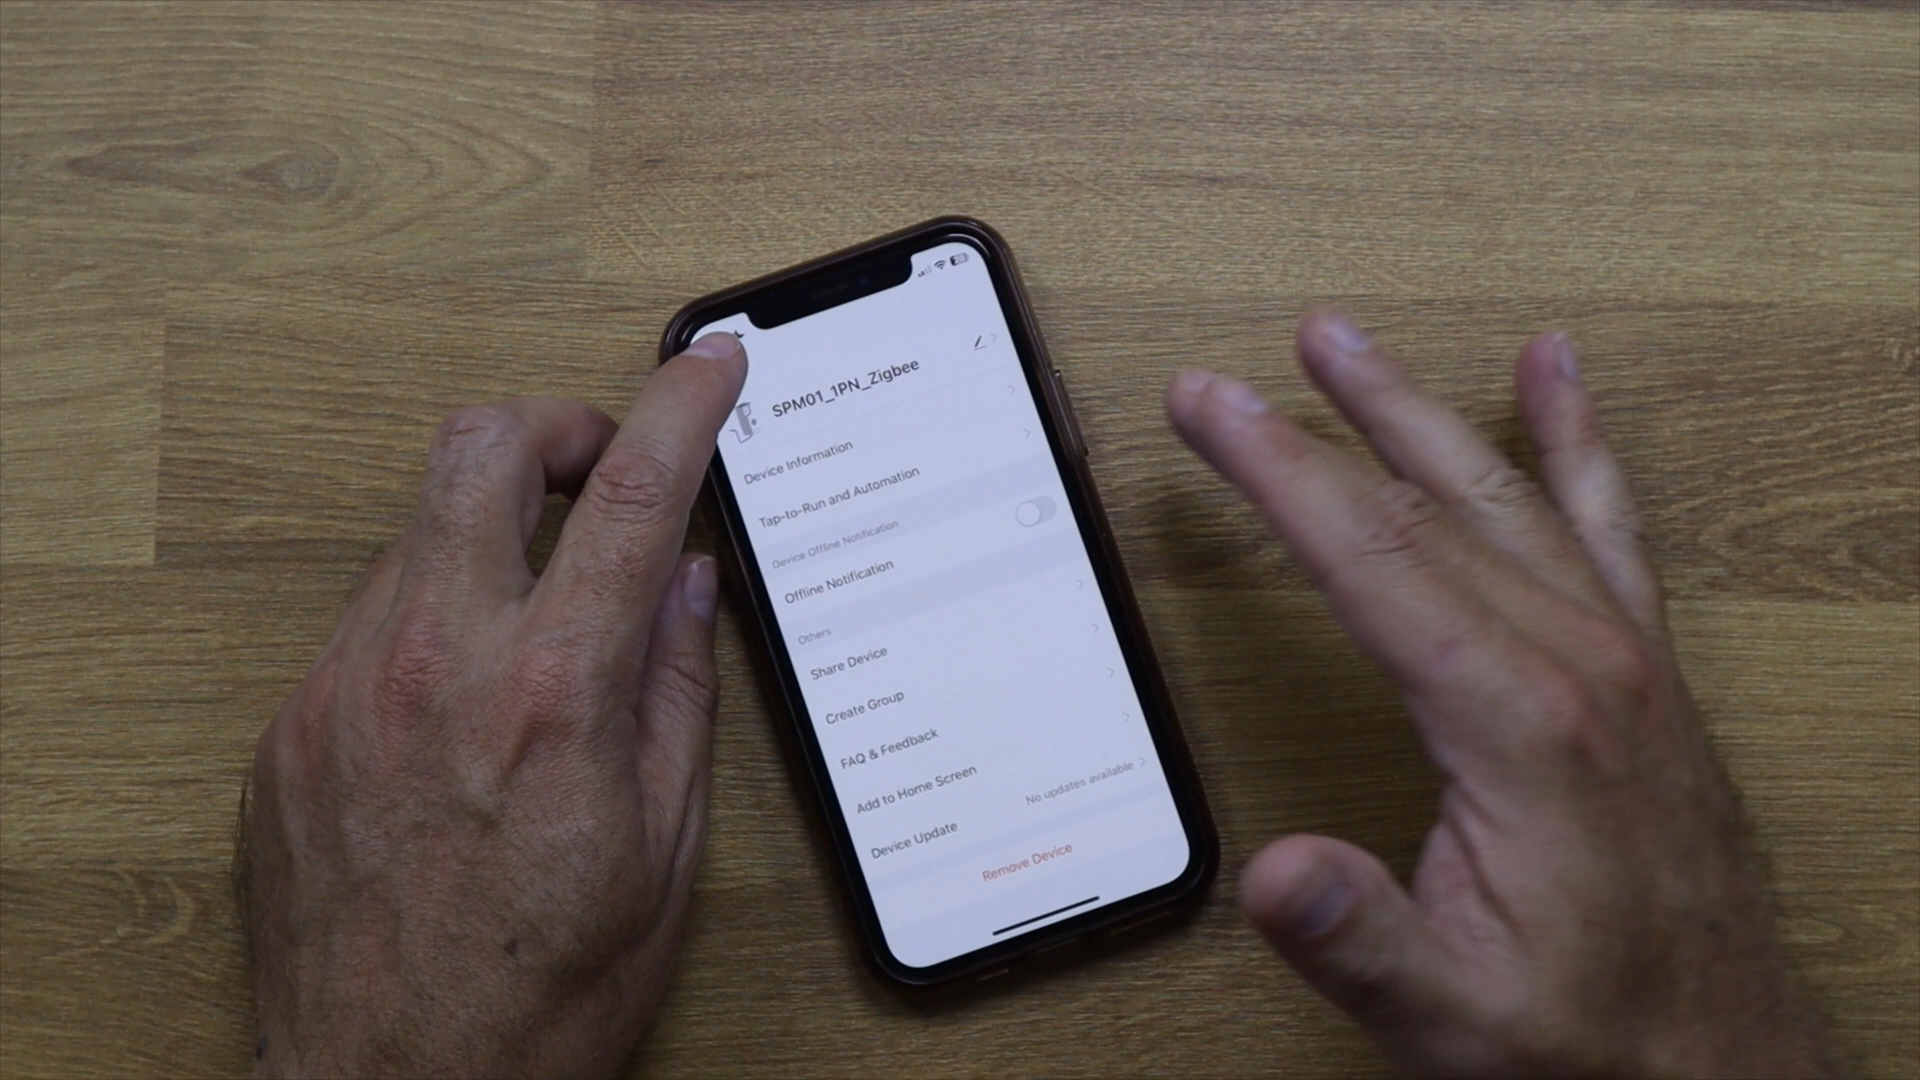 SPM01_1PN_Zigbee
Device Information
Tap-to-Run and Automation
Device Offline Notification
Offline Notification
Others
Share Device
Create Group
FAQ & Feedback
Add to Home Screen
Device Update No updates available
Remove Device